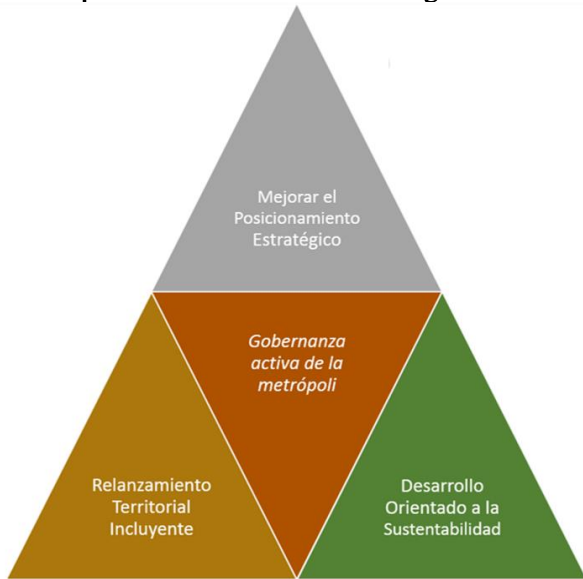 Mejorar el
Posicionamiento
Estratégico
Gobernanza
activa de la
metrópoli
Relanzamiento
Territorial
Incluyente
Desarrollo
Orientado a la
Sustentabilidad